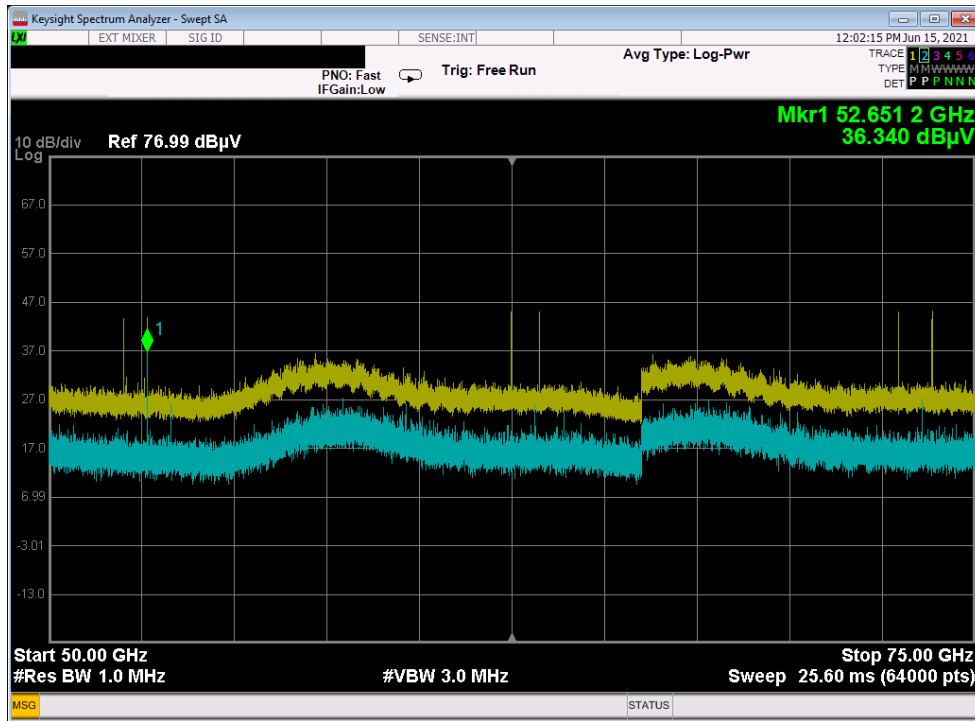 Keysight Spectrum Analyzer - Swept SA
LXI EXT MIXER SIG ID SENSE:INT 12:02:15 PM Jun 15, 2021
Avg Type: Log-Pwr TRACE 1 2 3 4 5 6
PNO: Fast Trig: Free Run TYPE M M W W W W
IFGain:Low DET P P P N N N
Mkr1 52.651 2 GHz
10 dB/div Ref 76.99 dBµV 36.340 dBµV
Log
67.0
57.0
47.0
1
37.0
27.0
17.0
6.99
-3.01
-13.0
Start 50.00 GHz Stop 75.00 GHz
#Res BW 1.0 MHz #VBW 3.0 MHz Sweep 25.60 ms (64000 pts)
MSG STATUS